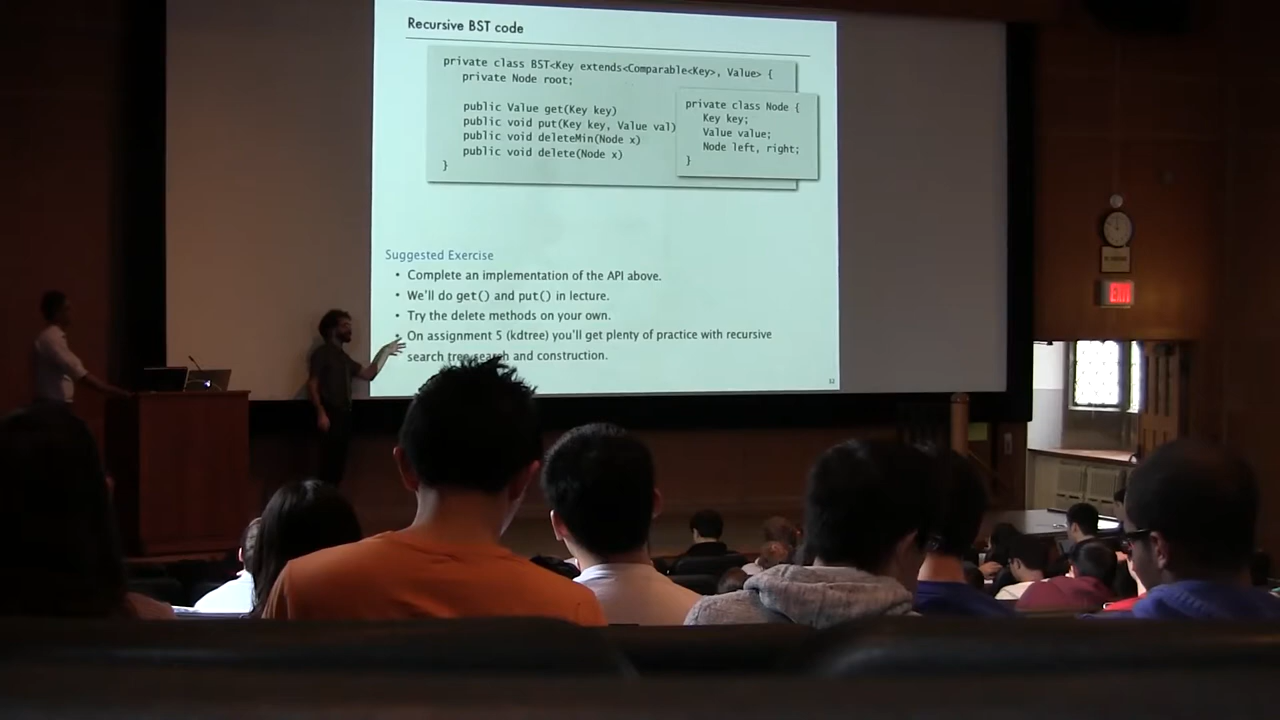 Recursive BST code
private class BST<Key extends<Comparable<Key>, Value> {
private Node root;
public Value get(Key key)
public void put(Key key, Value val)
public void deleteMin(Node x)
public void delete(Node x)
}
private class Node {
Key key;
Value value;
Node left, right;
}
Suggested Exercise
• Complete an implementation of the API above.
• We'll do get() and put() in lecture.
• Try the delete methods on your own.
• On assignment 5 (kdtree) you'll get plenty of practice with recursive
search tree search and construction.
32
EXIT